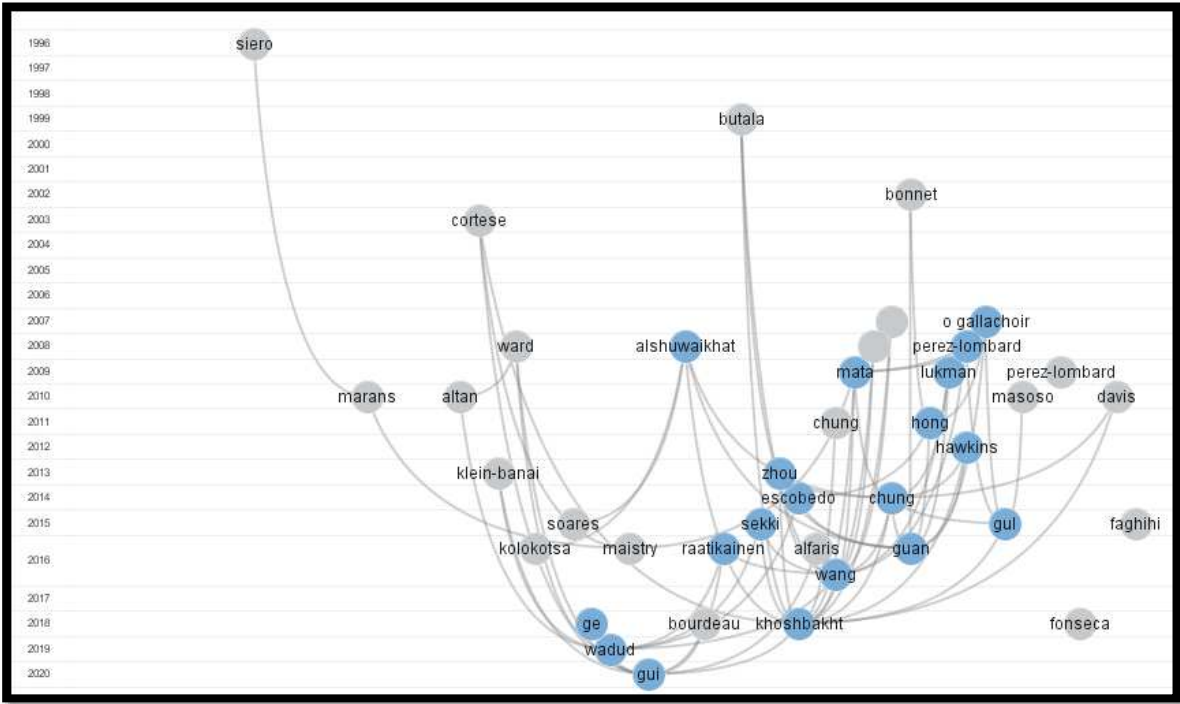 1996
siero
1997
1998
1999
butala
2000
2001
2002
bonnet
2003
cortese
2004
2005
2006
2007
o gallachoir
2008
ward
alshuwaikhat
perez-lombard
2009
mata
lukman
perez-lombard
2010
marans
altan
masoso
davis
2011
chung
hong
2012
hawkins
2013
klein-banai
zhou
2014
escobedo
chung
2015
soares
sekki
gul
faghihi
kolokotsa
maistry
raatikainen
alfaris
guan
2016
wang
2017
2018
ge
bourdeau
khoshbakht
fonseca
2019
wadud
2020
gui